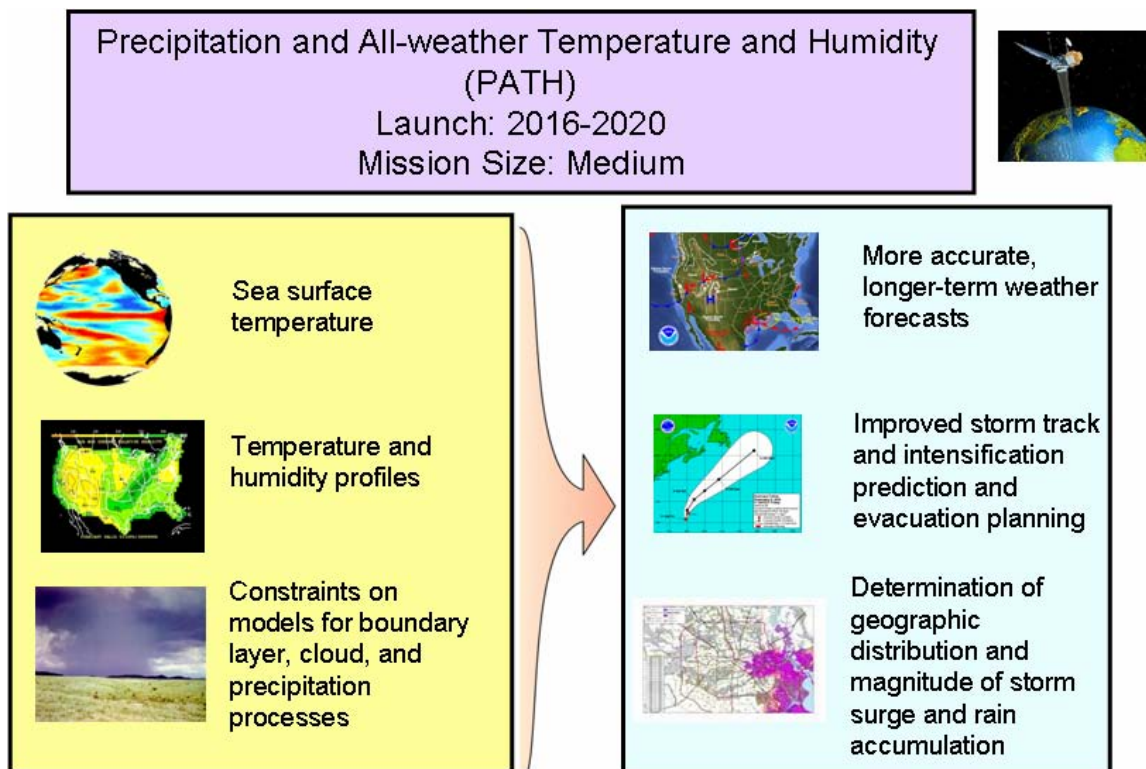 Precipitation and All-weather Temperature and Humidity
(PATH)
Launch: 2016-2020
Mission Size: Medium
Sea surface
temperature
Temperature and
humidity profiles
Constraints on
models for boundary
layer, cloud, and
precipitation
processes
More accurate,
longer-term weather
forecasts
Improved storm track
and intensification
prediction and
evacuation planning
Determination of
geographic
distribution and
magnitude of storm
surge and rain
accumulation